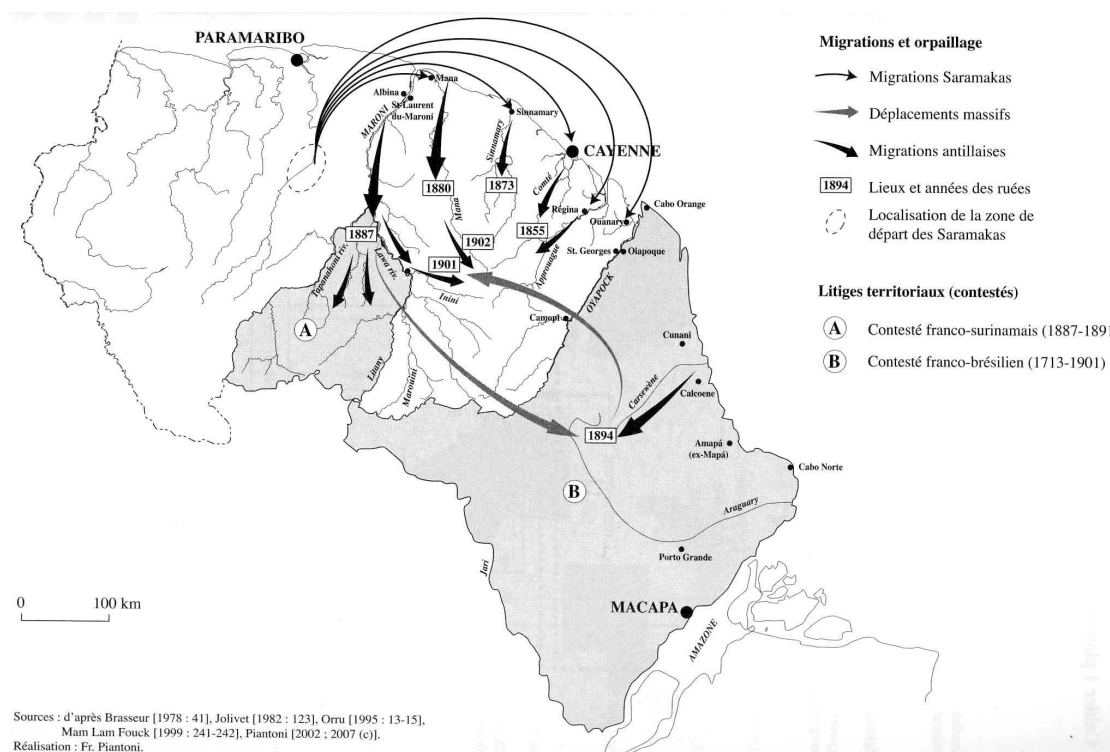 PARAMARIBO
Mana
Albina
St-Laurent
du-Maroni
MARONI
Sinnamary
Sinnamary
CAYENNE
1880
1873
Comté
Mana
Régina
Ouanary
Cabo Orange
1855
1887
1902
1901
St. Georges
Oiapoque
Tapanahoni riv.
Lawa riv.
Approuague
OYAPOCK
Inini
Camopi
A
Cunani
Litany
Marouini
Carsewène
Calcoene
1894
Amapá
(ex-Mapá)
Cabo Norte
B
Araguary
Porto Grande
Jari
MACAPA
AMAZONE
0 100 km
Migrations et orpaillage
Migrations Saramakas
Déplacements massifs
Migrations antillaises
1894 Lieux et années des ruées
Localisation de la zone de
départ des Saramakas
Litiges territoriaux (contestés)
A Contesté franco-surinamais (1887-1891
B Contesté franco-brésilien (1713-1901)
Sources : d'après Brasseur [1978 : 41], Jolivet [1982 : 123], Orru [1995 : 13-15],
Mam Lam Fouck [1999 : 241-242], Piantoni [2002 ; 2007 (c)].
Réalisation : Fr. Piantoni.